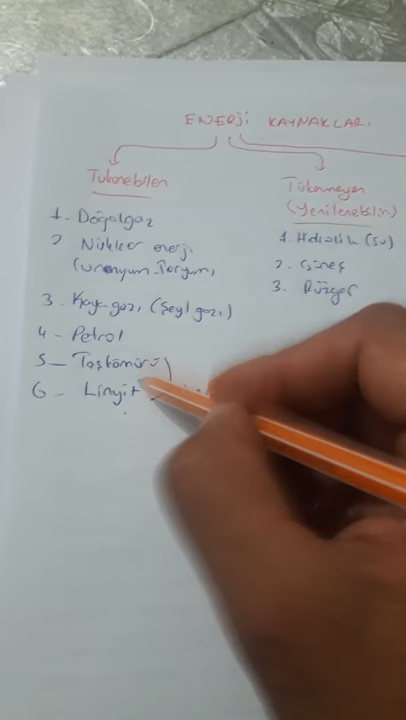 ENERJİ KAYNAKLARI
Tükenebilen
1. Doğalgaz
2 Nükleer enerji
(uranyum-Toryum)
3. Kaya gazı (Şeyl gazı)
4 - Petrol
5 - Taşkömürü
6 - Linyit
Tükenmeyen
(Yenilenebilir)
1. Hidrolik (su)
2. Güneş
3. Rüzgar